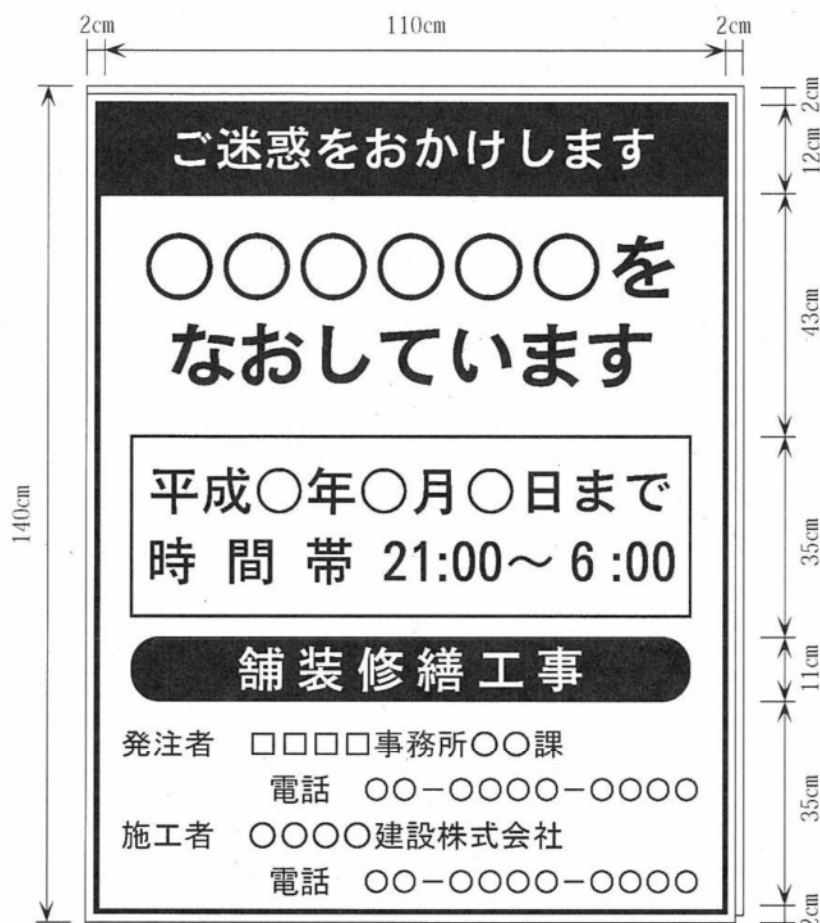 2cm 110cm 2cm
2cm
ご迷惑をおかけします
12cm
○○○○○○を
なおしています
43cm
140cm
平成○年○月○日まで
時間帯 21:00～6:00
35cm
舗装修繕工事
11cm
発注者 □□□□事務所○○課
電話 ○○−○○○○−○○○○
施工者 ○○○○建設株式会社
電話 ○○−○○○○−○○○○
35cm
2cm